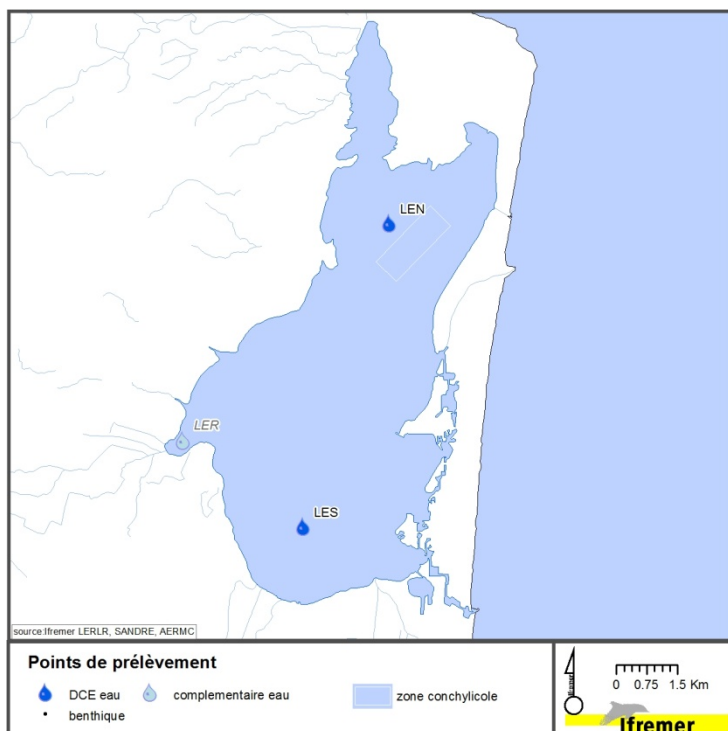 LEN
LER
LES
source:Ifremer LERLR, SANDRE, AERMC
Points de prélèvement
DCE eau
complementaire eau
zone conchylicole
benthique
0 0.75 1.5 Km
Ifremer